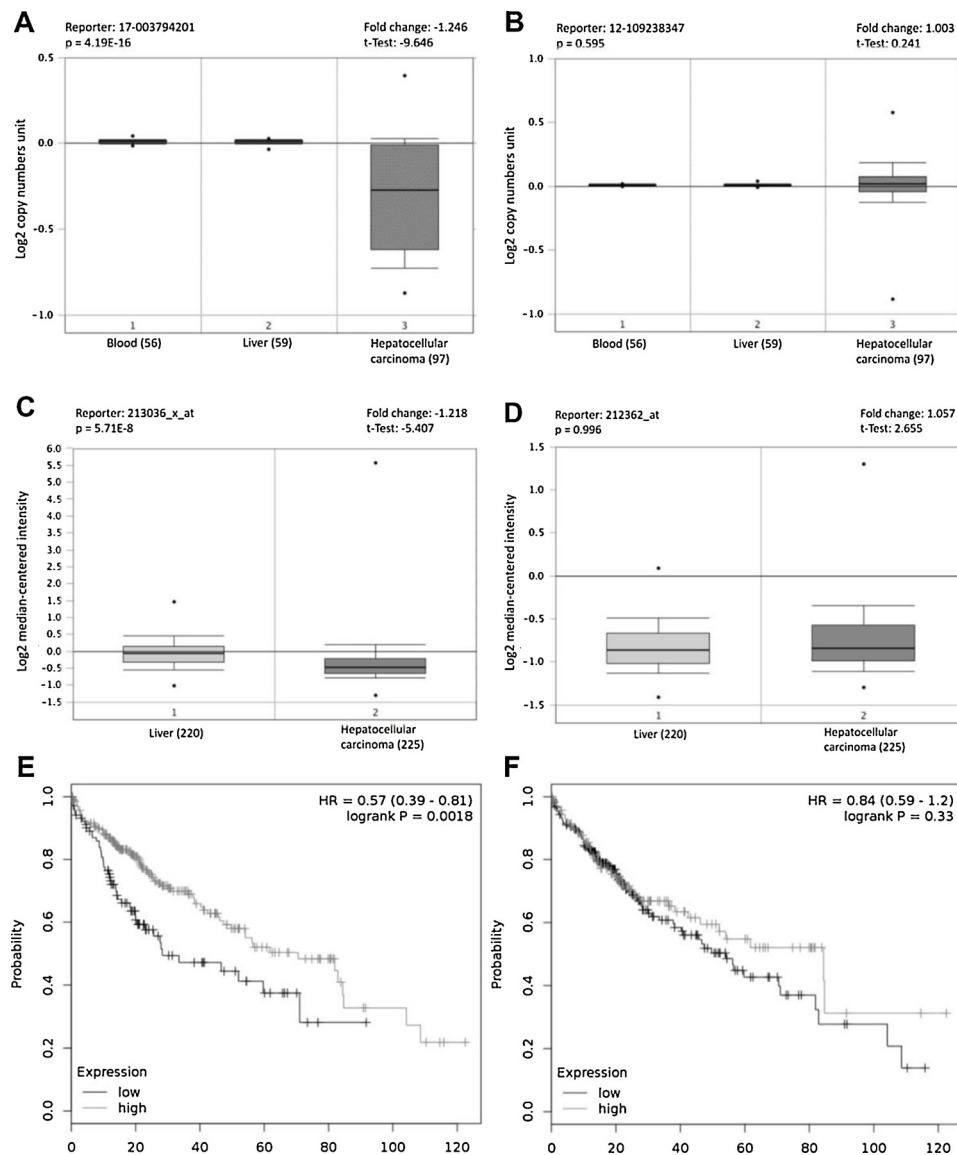 A
Reporter: 17-003794201
Fold change: -1.246
p = 4.19E-16
t-Test: -9.646
Log2 copy numbers unit
0.5
0.0
-0.5
-1.0
1
2
3
Blood (56)
Liver (59)
Hepatocellular
carcinoma (97)
B
Reporter: 12-109238347
Fold change: 1.003
p = 0.595
t-Test: 0.241
Log2 copy numbers unit
1.0
0.5
0.0
-0.5
-1.0
1
2
3
Blood (56)
Liver (59)
Hepatocellular
carcinoma (97)
C
Reporter: 213036_x_at
Fold change: -1.218
p = 5.71E-8
t-Test: -5.407
Log2 median-centered intensity
6.0
5.5
5.0
4.5
4.0
3.5
3.0
2.5
2.0
1.5
1.0
0.5
0.0
-0.5
-1.0
-1.5
1
2
Liver (220)
Hepatocellular
carcinoma (225)
D
Reporter: 212362_at
Fold change: 1.057
p = 0.996
t-Test: 2.655
Log2 median-centered intensity
1.5
1.0
0.5
0.0
-0.5
-1.0
-1.5
1
2
Liver (220)
Hepatocellular
carcinoma (225)
E
HR = 0.57 (0.39 - 0.81)
logrank P = 0.0018
Probability
1.0
0.8
0.6
0.4
0.2
0.0
Expression
low
high
0 20 40 60 80 100 120
F
HR = 0.84 (0.59 - 1.2)
logrank P = 0.33
Probability
1.0
0.8
0.6
0.4
0.2
0.0
Expression
low
high
0 20 40 60 80 100 120